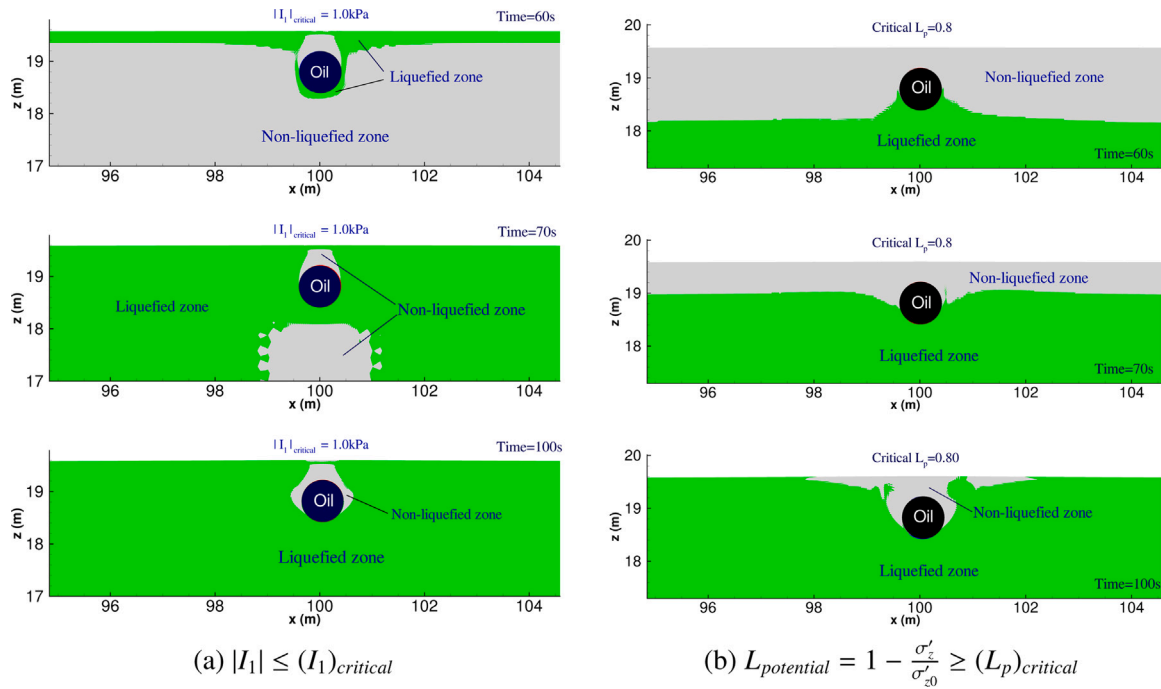 |I₁|critical = 1.0kPa
Time=60s
19
18
17
z (m)
Oil
Liquefied zone
Non-liquefied zone
96
98
100
102
104
x (m)
|I₁|critical = 1.0kPa
Time=70s
19
18
17
z (m)
Oil
Liquefied zone
Non-liquefied zone
96
98
100
102
104
x (m)
|I₁|critical = 1.0kPa
Time=100s
19
18
17
z (m)
Oil
Non-liquefied zone
Liquefied zone
96
98
100
102
104
x (m)
(a) |I₁| ≤ (I₁)critical
20
19
18
z (m)
Critical Lp=0.8
Non-liquefied zone
Oil
Liquefied zone
Time=60s
96
98
100
102
104
x (m)
20
19
18
z (m)
Critical Lp=0.8
Non-liquefied zone
Oil
Liquefied zone
Time=70s
96
98
100
102
104
x (m)
20
19
18
z (m)
Critical Lp=0.80
Oil
Non-liquefied zone
Liquefied zone
Time=100s
96
98
100
102
104
x (m)
(b) Lpotential = 1 − σ′z/σ′z0 ≥ (Lp)critical